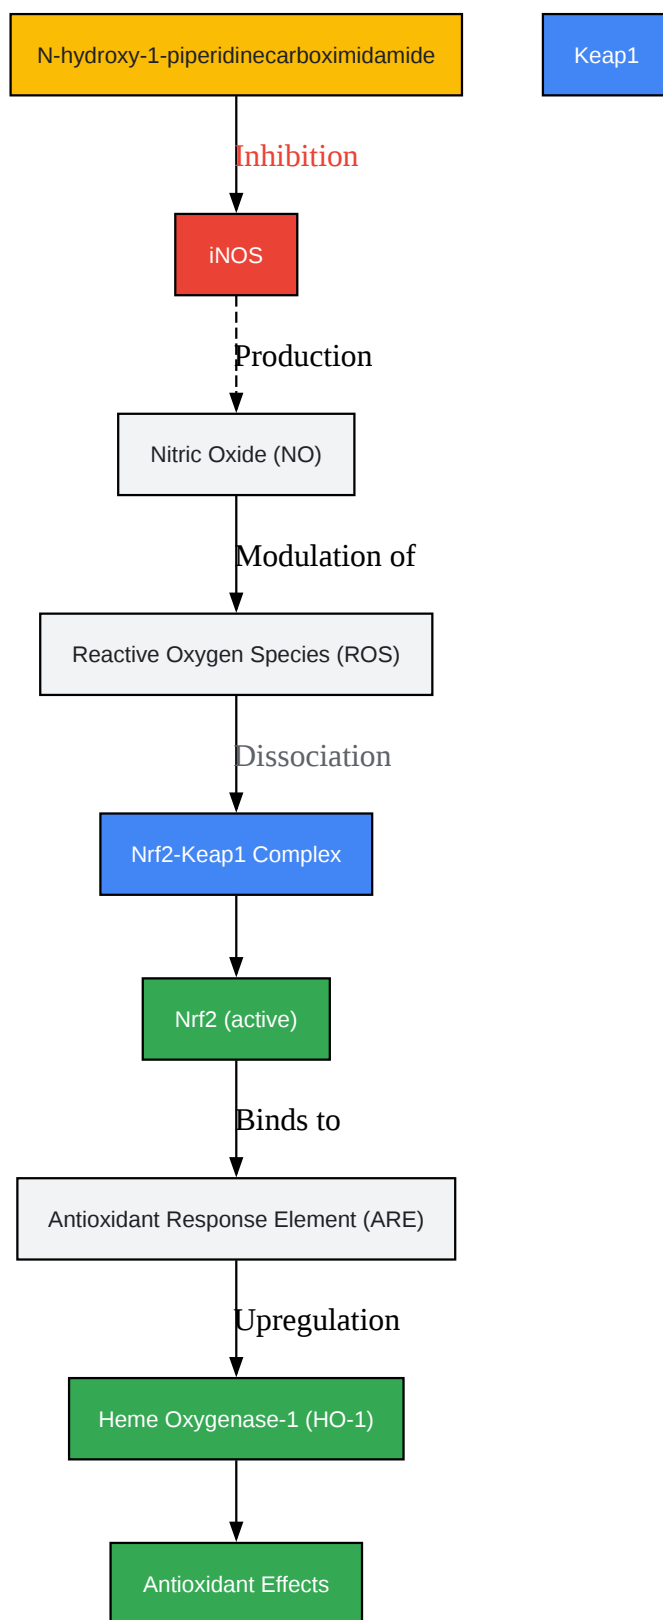 N-hydroxy-1-piperidinecarboximidamide
Keap1
Inhibition
iNOS
Production
Nitric Oxide (NO)
Modulation of
Reactive Oxygen Species (ROS)
Dissociation
Nrf2-Keap1 Complex
Nrf2 (active)
Binds to
Antioxidant Response Element (ARE)
Upregulation
Heme Oxygenase-1 (HO-1)
Antioxidant Effects